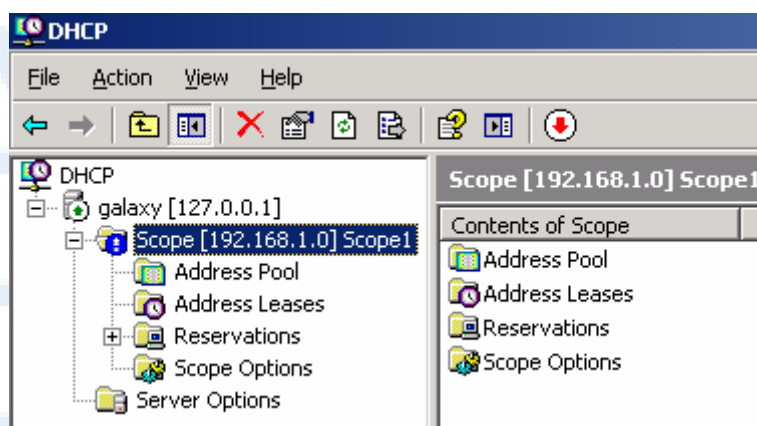 DHCP
File Action View Help
DHCP
galaxy [127.0.0.1]
Scope [192.168.1.0] Scope1
Address Pool
Address Leases
Reservations
Scope Options
Server Options
Scope [192.168.1.0] Scope1
Contents of Scope
Address Pool
Address Leases
Reservations
Scope Options